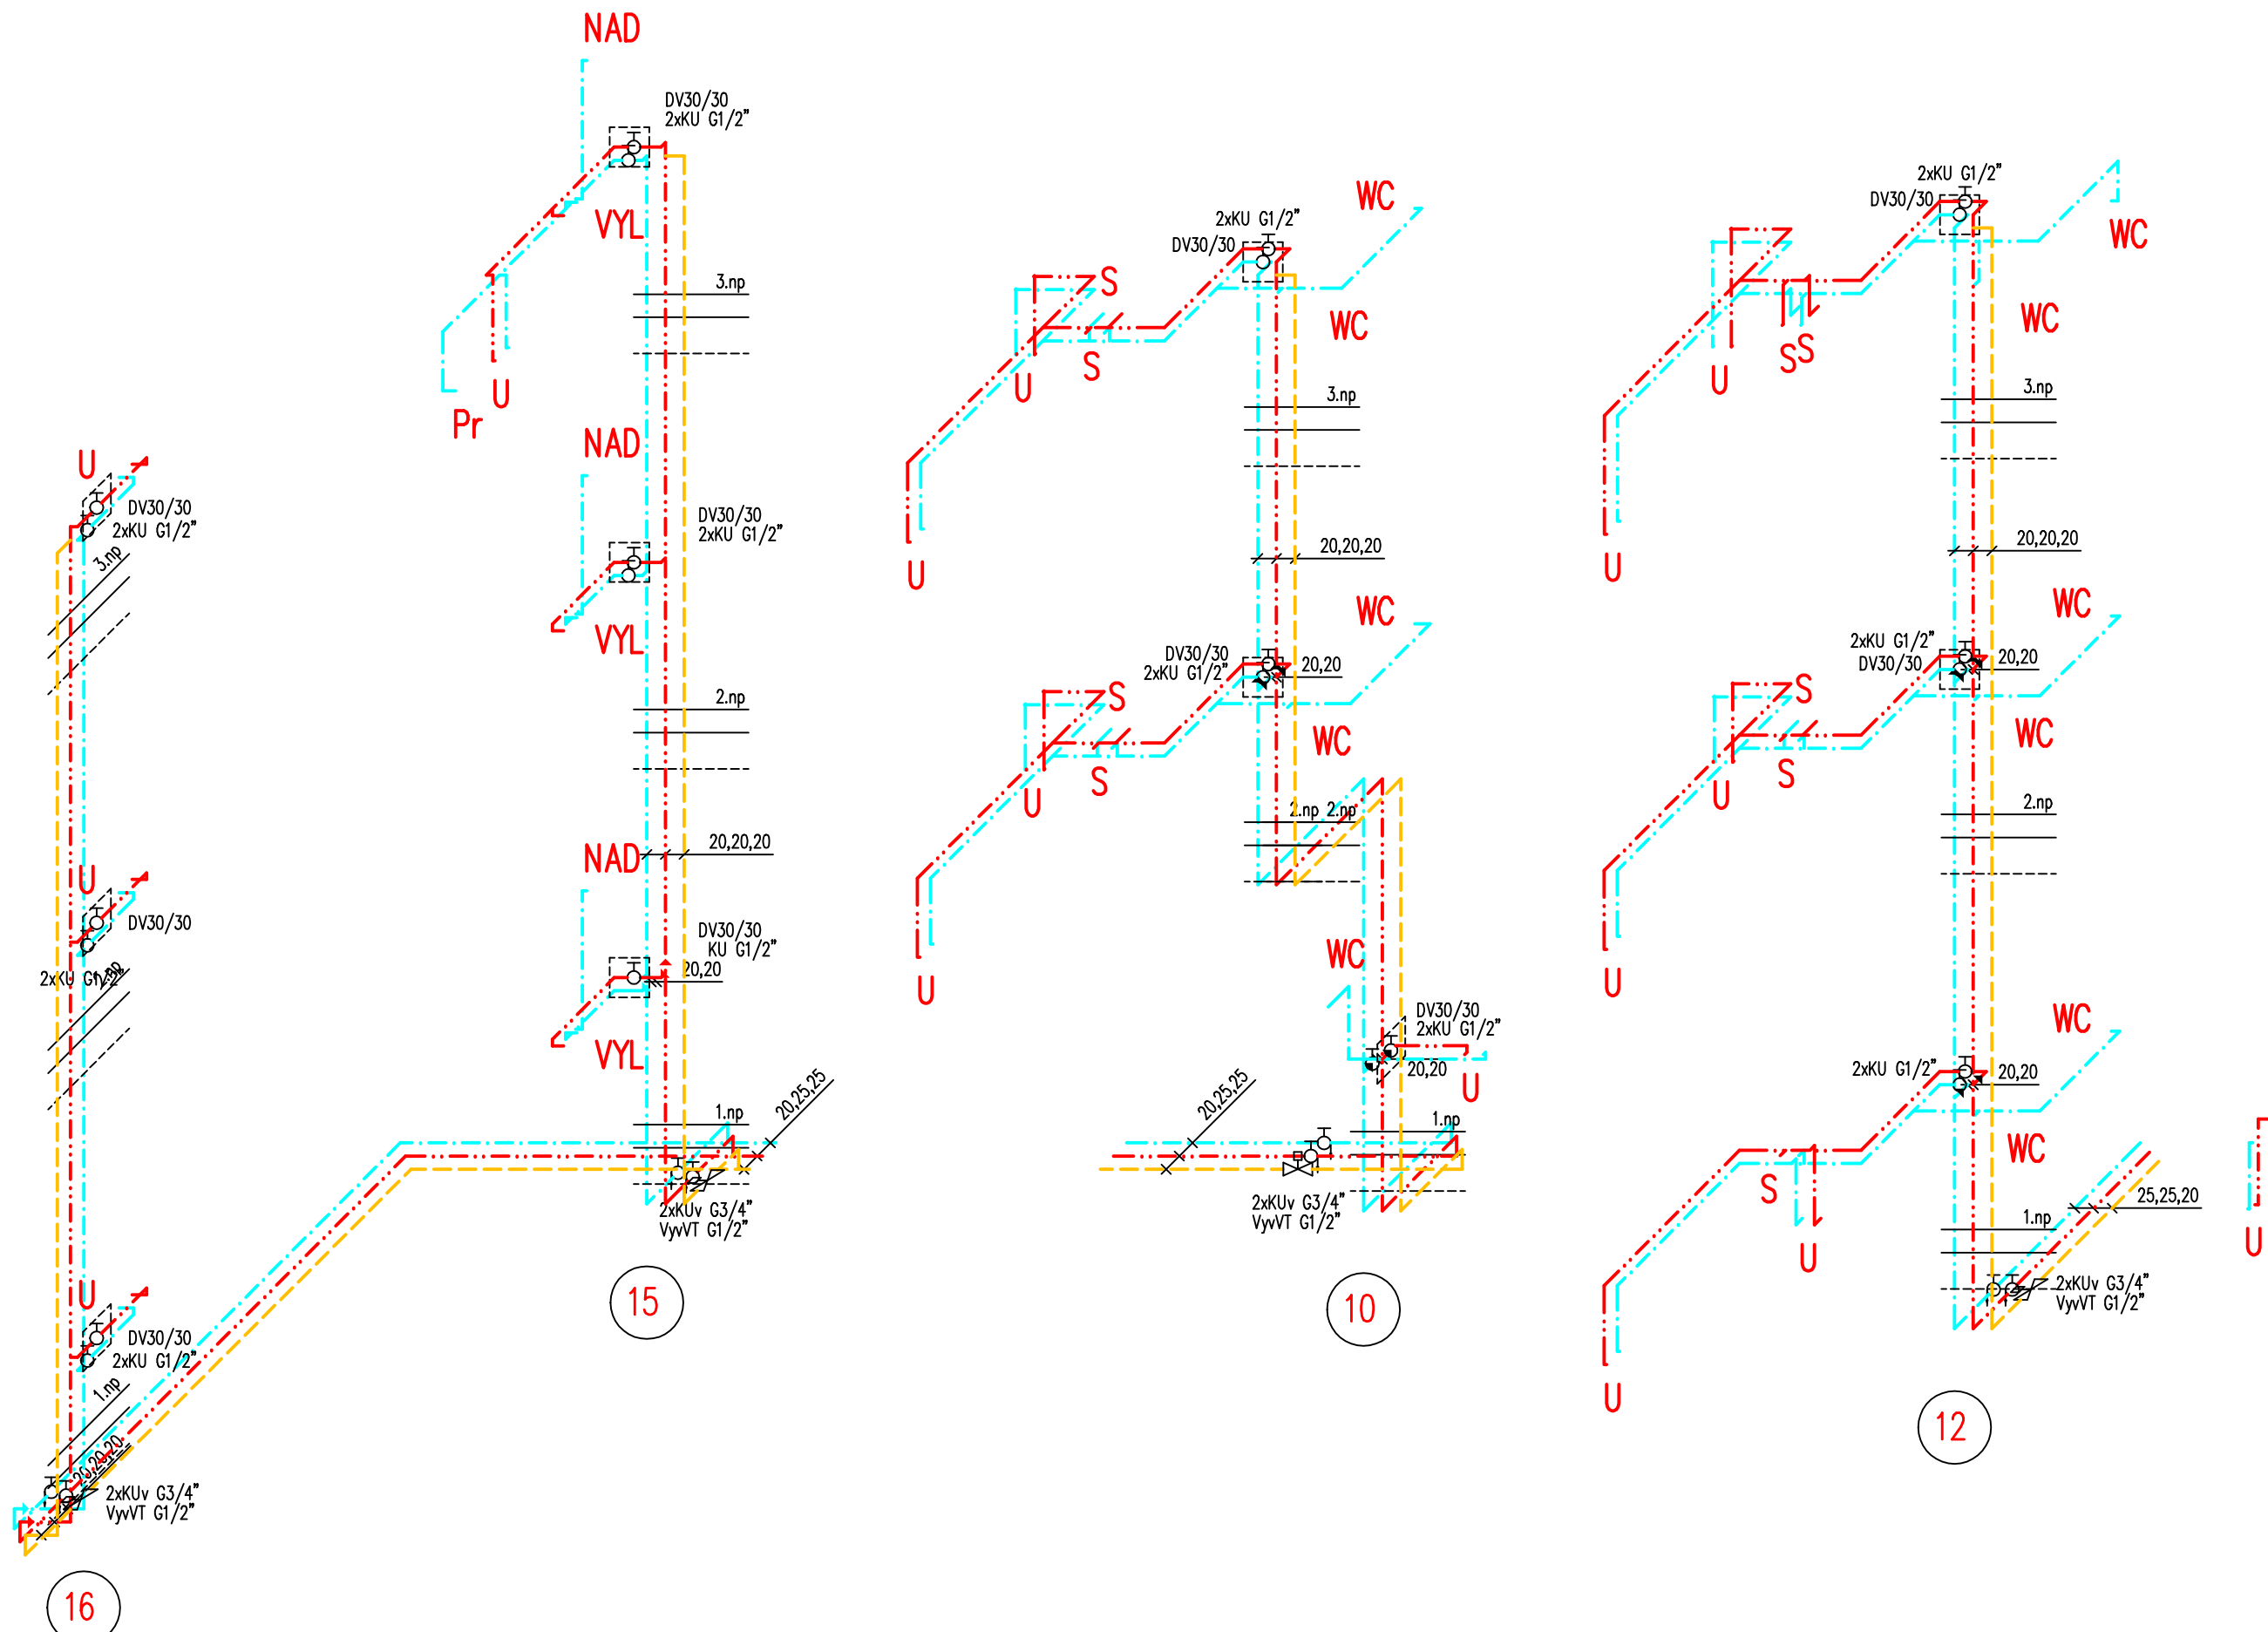 NAD
DV30/30
2xKU G1/2"
VYL
3.np
U
Pr
NAD
DV30/30
2xKU G1/2"
VYL
2.np
20,20,20
NAD
DV30/30
KU G1/2"
20,20
VYL
1.np
20,25,25
2xKUv G3/4"
VyvVT G1/2"
15
U
DV30/30
2xKU G1/2"
3.np
U
DV30/30
2xKU G1/2"
2.np
U
DV30/30
2xKU G1/2"
1.np
20,20,20
2xKUv G3/4"
VyvVT G1/2"
16
WC
2xKU G1/2"
DV30/30
S
WC
S
U
3.np
U
20,20,20
WC
DV30/30
2xKU G1/2"
20,20
S
WC
S
U
2.np 2.np
U
WC
DV30/30
2xKU G1/2"
20,20
U
20,25,25
1.np
2xKUv G3/4"
VyvVT G1/2"
10
2xKU G1/2"
DV30/30
WC
WC
S
S
U
3.np
20,20,20
U
WC
2xKU G1/2"
DV30/30
20,20
S
WC
S
U
2.np
U
WC
2xKU G1/2"
20,20
WC
S
25,25,20
1.np
U
2xKUv G3/4"
VyvVT G1/2"
U
12
U